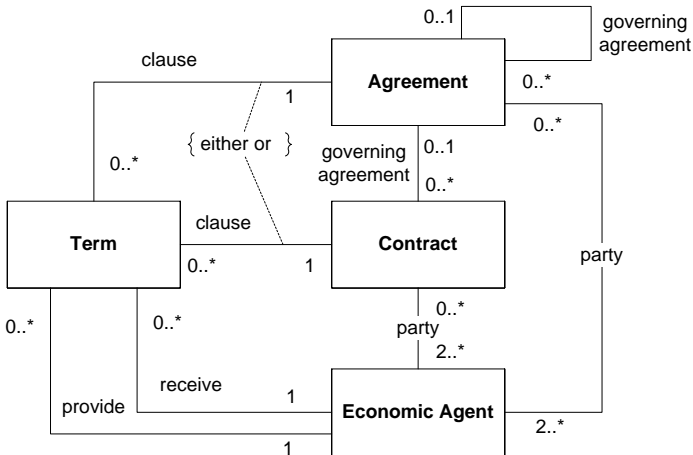 0..1
governing
agreement
clause
Agreement
1
0..*
0..*
{ either or }
0..1
governing
agreement
0..*
0..*
clause
Term
Contract
party
0..*
1
0..*
0..*
0..*
party
2..*
receive
1
Economic Agent
provide
2..*
1